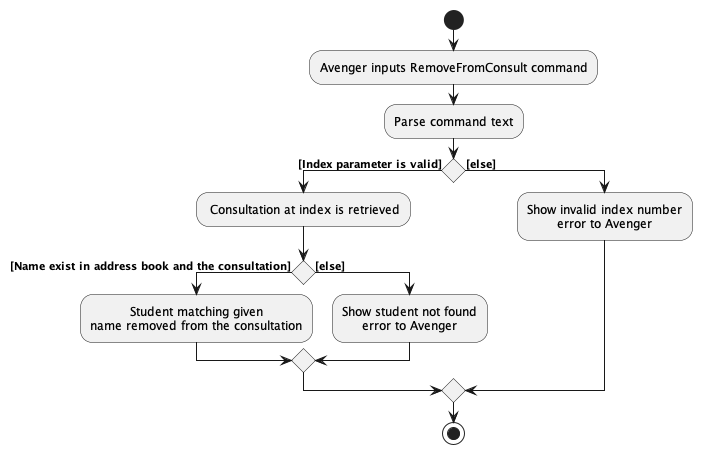 Avenger inputs RemoveFromConsult command
Parse command text
[Index parameter is valid] [else]
Consultation at index is retrieved
Show invalid index number
error to Avenger
[Name exist in address book and the consultation] [else]
Student matching given
name removed from the consultation
Show student not found
error to Avenger